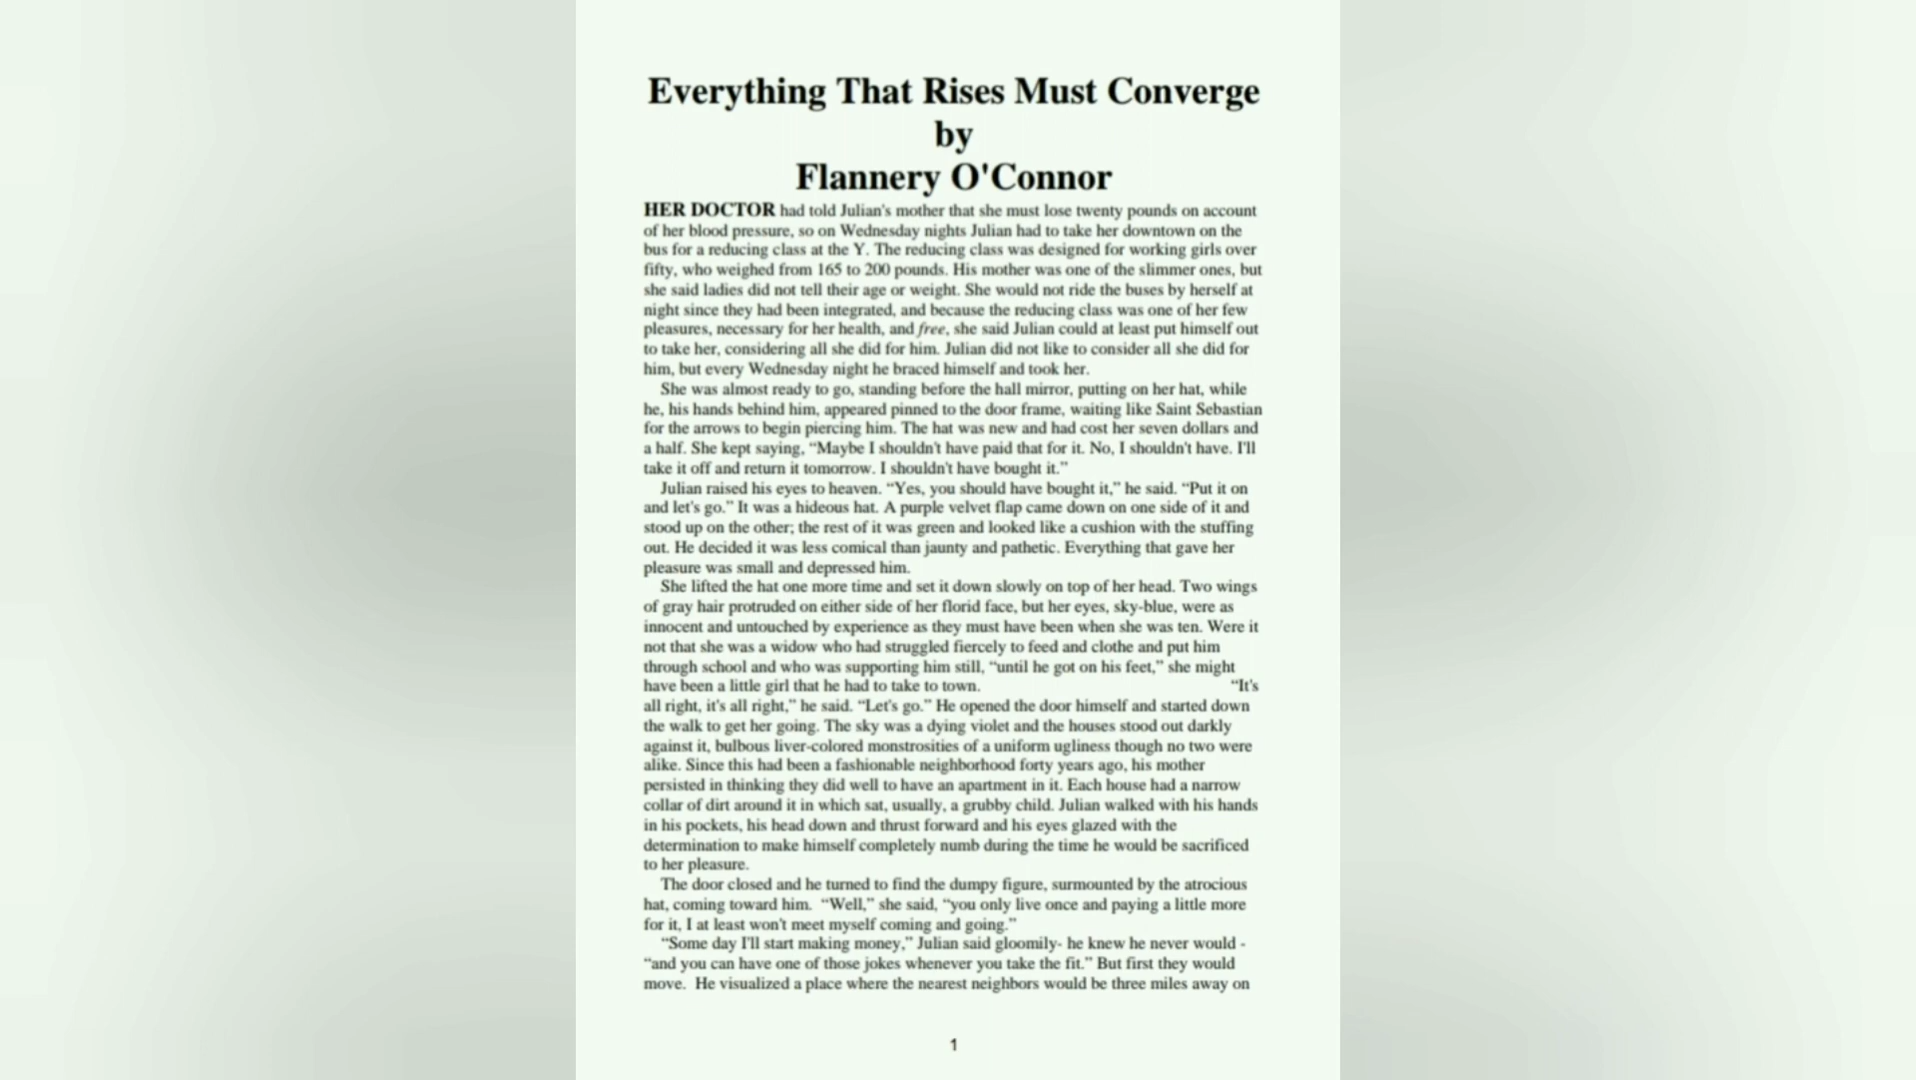 Everything That Rises Must Converge
by
Flannery O'Connor
HER DOCTOR had told Julian's mother that she must lose twenty pounds on account
of her blood pressure, so on Wednesday nights Julian had to take her downtown on the
bus for a reducing class at the Y. The reducing class was designed for working girls over
fifty, who weighed from 165 to 200 pounds. His mother was one of the slimmer ones, but
she said ladies did not tell their age or weight. She would not ride the buses by herself at
night since they had been integrated, and because the reducing class was one of her few
pleasures, necessary for her health, and free, she said Julian could at least put himself out
to take her, considering all she did for him. Julian did not like to consider all she did for
him, but every Wednesday night he braced himself and took her.
She was almost ready to go, standing before the hall mirror, putting on her hat, while
he, his hands behind him, appeared pinned to the door frame, waiting like Saint Sebastian
for the arrows to begin piercing him. The hat was new and had cost her seven dollars and
a half. She kept saying, “Maybe I shouldn't have paid that for it. No, I shouldn't have. I'll
take it off and return it tomorrow. I shouldn't have bought it.”
Julian raised his eyes to heaven. “Yes, you should have bought it,” he said. “Put it on
and let's go.” It was a hideous hat. A purple velvet flap came down on one side of it and
stood up on the other; the rest of it was green and looked like a cushion with the stuffing
out. He decided it was less comical than jaunty and pathetic. Everything that gave her
pleasure was small and depressed him.
She lifted the hat one more time and set it down slowly on top of her head. Two wings
of gray hair protruded on either side of her florid face, but her eyes, sky-blue, were as
innocent and untouched by experience as they must have been when she was ten. Were it
not that she was a widow who had struggled fiercely to feed and clothe and put him
through school and who was supporting him still, “until he got on his feet,” she might
have been a little girl that he had to take to town. “It's
all right, it's all right,” he said. “Let's go.” He opened the door himself and started down
the walk to get her going. The sky was a dying violet and the houses stood out darkly
against it, bulbous liver-colored monstrosities of a uniform ugliness though no two were
alike. Since this had been a fashionable neighborhood forty years ago, his mother
persisted in thinking they did well to have an apartment in it. Each house had a narrow
collar of dirt around it in which sat, usually, a grubby child. Julian walked with his hands
in his pockets, his head down and thrust forward and his eyes glazed with the
determination to make himself completely numb during the time he would be sacrificed
to her pleasure.
The door closed and he turned to find the dumpy figure, surmounted by the atrocious
hat, coming toward him. “Well,” she said, “you only live once and paying a little more
for it, I at least won't meet myself coming and going.”
“Some day I'll start making money,” Julian said gloomily- he knew he never would -
“and you can have one of those jokes whenever you take the fit.” But first they would
move. He visualized a place where the nearest neighbors would be three miles away on
1